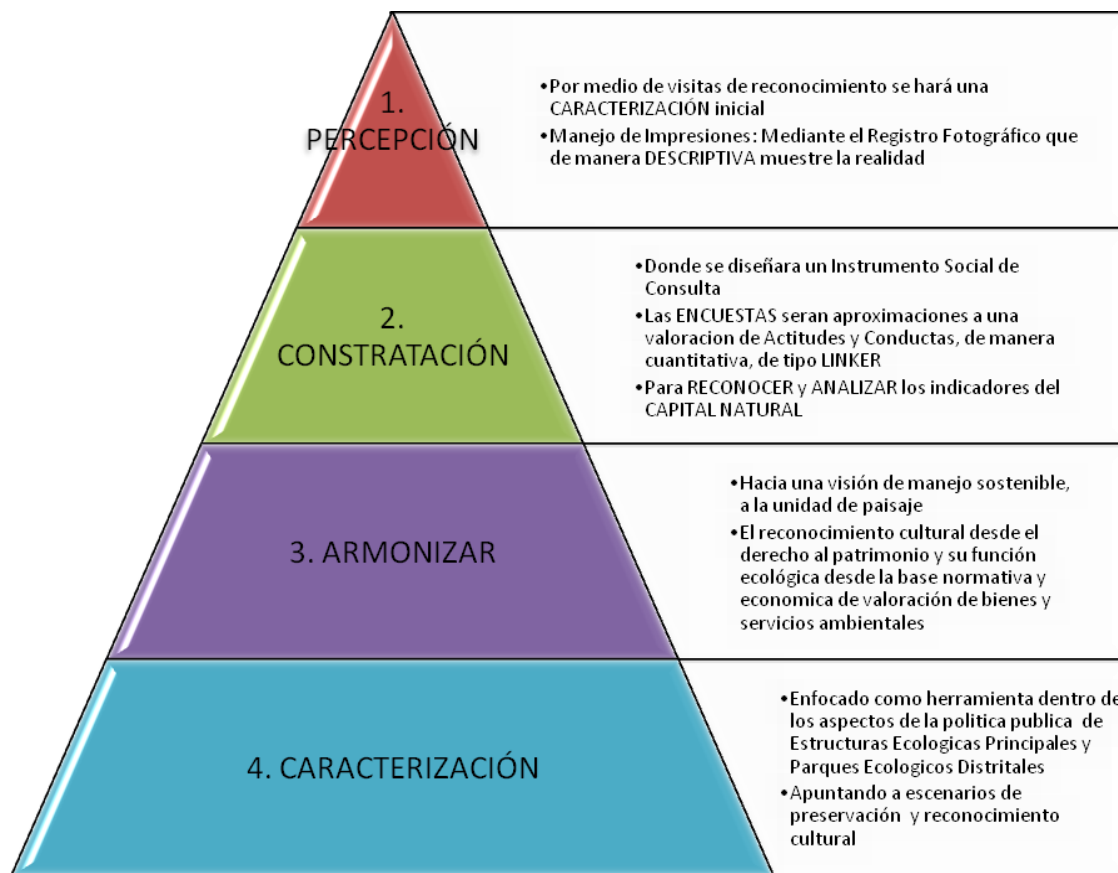 1.
PERCEPCIÓN
•Por medio de visitas de reconocimiento se hará una
CARACTERIZACIÓN inicial
•Manejo de Impresiones: Mediante el Registro Fotográfico que
de manera DESCRIPTIVA muestre la realidad
2.
CONSTRATACIÓN
•Donde se diseñara un Instrumento Social de
Consulta
•Las ENCUESTAS seran aproximaciones a una
valoracion de Actitudes y Conductas, de manera
cuantitativa, de tipo LINKER
•Para RECONOCER y ANALIZAR los indicadores del
CAPITAL NATURAL
3. ARMONIZAR
•Hacia una visión de manejo sostenible,
a la unidad de paisaje
•El reconocimiento cultural desde el
derecho al patrimonio y su función
ecológica desde la base normativa y
economica de valoración de bienes y
servicios ambientales
4. CARACTERIZACIÓN
•Enfocado como herramienta dentro de
los aspectos de la politica publica de
Estructuras Ecologicas Principales y
Parques Ecologicos Distritales
•Apuntando a escenarios de
preservación y reconocimiento
cultural